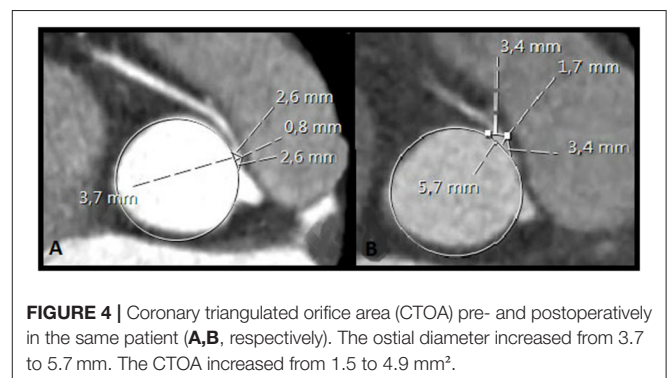 2,6 mm
0,8 mm
2,6 mm
3,7 mm
A
3,4 mm
1,7 mm
3,4 mm
5,7 mm
B
FIGURE 4 | Coronary triangulated orifice area (CTOA) pre- and postoperatively
in the same patient (A,B, respectively). The ostial diameter increased from 3.7
to 5.7 mm. The CTOA increased from 1.5 to 4.9 mm².